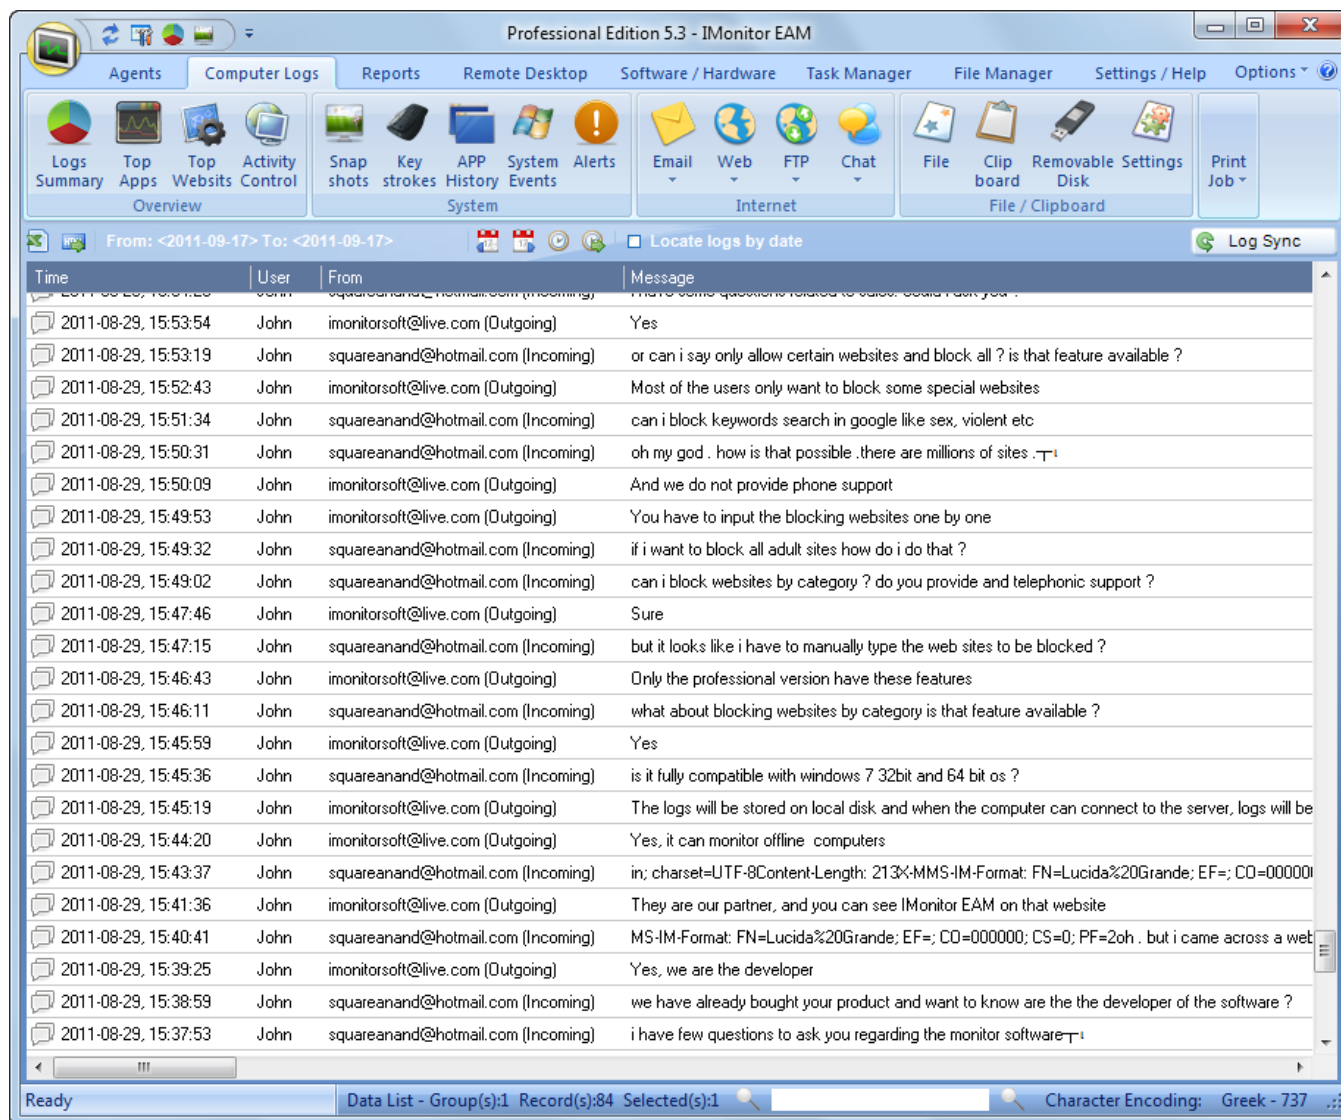 Professional Edition 5.3 - IMonitor EAM
Agents Computer Logs Reports Remote Desktop Software / Hardware Task Manager File Manager Settings / Help Options
Logs Summary Top Apps Top Websits Activity Control Snap shots Key strokes APP History System Events Alerts Email Web FTP Chat File Clip board Removable Disk Settings Print Job
Overview System Internet File / Clipboard
From: <2011-09-17> To: <2011-09-17> Locate logs by date Log Sync
Time User From Message
2011-08-29, 15:53:54 John imonitorsoft@live.com (Outgoing) Yes
2011-08-29, 15:53:19 John squareanand@hotmail.com (Incoming) or can i say only allow certain websites and block all ? is that feature available ?
2011-08-29, 15:52:43 John imonitorsoft@live.com (Outgoing) Most of the users only want to block some special websites
2011-08-29, 15:51:34 John squareanand@hotmail.com (Incoming) can i block keywords search in google like sex, violent etc
2011-08-29, 15:50:31 John squareanand@hotmail.com (Incoming) oh my god . how is that possible .there are millions of sites .
2011-08-29, 15:50:09 John imonitorsoft@live.com (Outgoing) And we do not provide phone support
2011-08-29, 15:49:53 John imonitorsoft@live.com (Outgoing) You have to input the blocking websites one by one
2011-08-29, 15:49:32 John squareanand@hotmail.com (Incoming) if i want to block all adult sites how do i do that ?
2011-08-29, 15:49:02 John squareanand@hotmail.com (Incoming) can i block websites by category ? do you provide and telephonic support ?
2011-08-29, 15:47:46 John imonitorsoft@live.com (Outgoing) Sure
2011-08-29, 15:47:15 John squareanand@hotmail.com (Incoming) but it looks like i have to manually type the web sites to be blocked ?
2011-08-29, 15:46:43 John imonitorsoft@live.com (Outgoing) Only the professional version have these features
2011-08-29, 15:46:11 John squareanand@hotmail.com (Incoming) what about blocking websites by category is that feature available ?
2011-08-29, 15:45:59 John imonitorsoft@live.com (Outgoing) Yes
2011-08-29, 15:45:36 John squareanand@hotmail.com (Incoming) is it fully compatible with windows 7 32bit and 64 bit os ?
2011-08-29, 15:45:19 John imonitorsoft@live.com (Outgoing) The logs will be stored on local disk and when the computer can connect to the server, logs will be
2011-08-29, 15:44:20 John imonitorsoft@live.com (Outgoing) Yes, it can monitor offline computers
2011-08-29, 15:43:37 John squareanand@hotmail.com (Incoming) in; charset=UTF-8Content-Length: 213X-MMS-IM-Format: FN=Lucida%20Grande; EF=; CO=00000
2011-08-29, 15:41:36 John imonitorsoft@live.com (Outgoing) They are our partner, and you can see IMonitor EAM on that website
2011-08-29, 15:40:41 John squareanand@hotmail.com (Incoming) MS-IM-Format: FN=Lucida%20Grande; EF=; CO=000000; CS=0; PF=2oh . but i came across a web
2011-08-29, 15:39:25 John imonitorsoft@live.com (Outgoing) Yes, we are the developer
2011-08-29, 15:38:59 John squareanand@hotmail.com (Incoming) we have already bought your product and want to know are the the developer of the software ?
2011-08-29, 15:37:53 John squareanand@hotmail.com (Incoming) i have few questions to ask you regarding the monitor software
Ready Data List - Group(s):1 Record(s):84 Selected(s):1 Character Encoding: Greek - 737